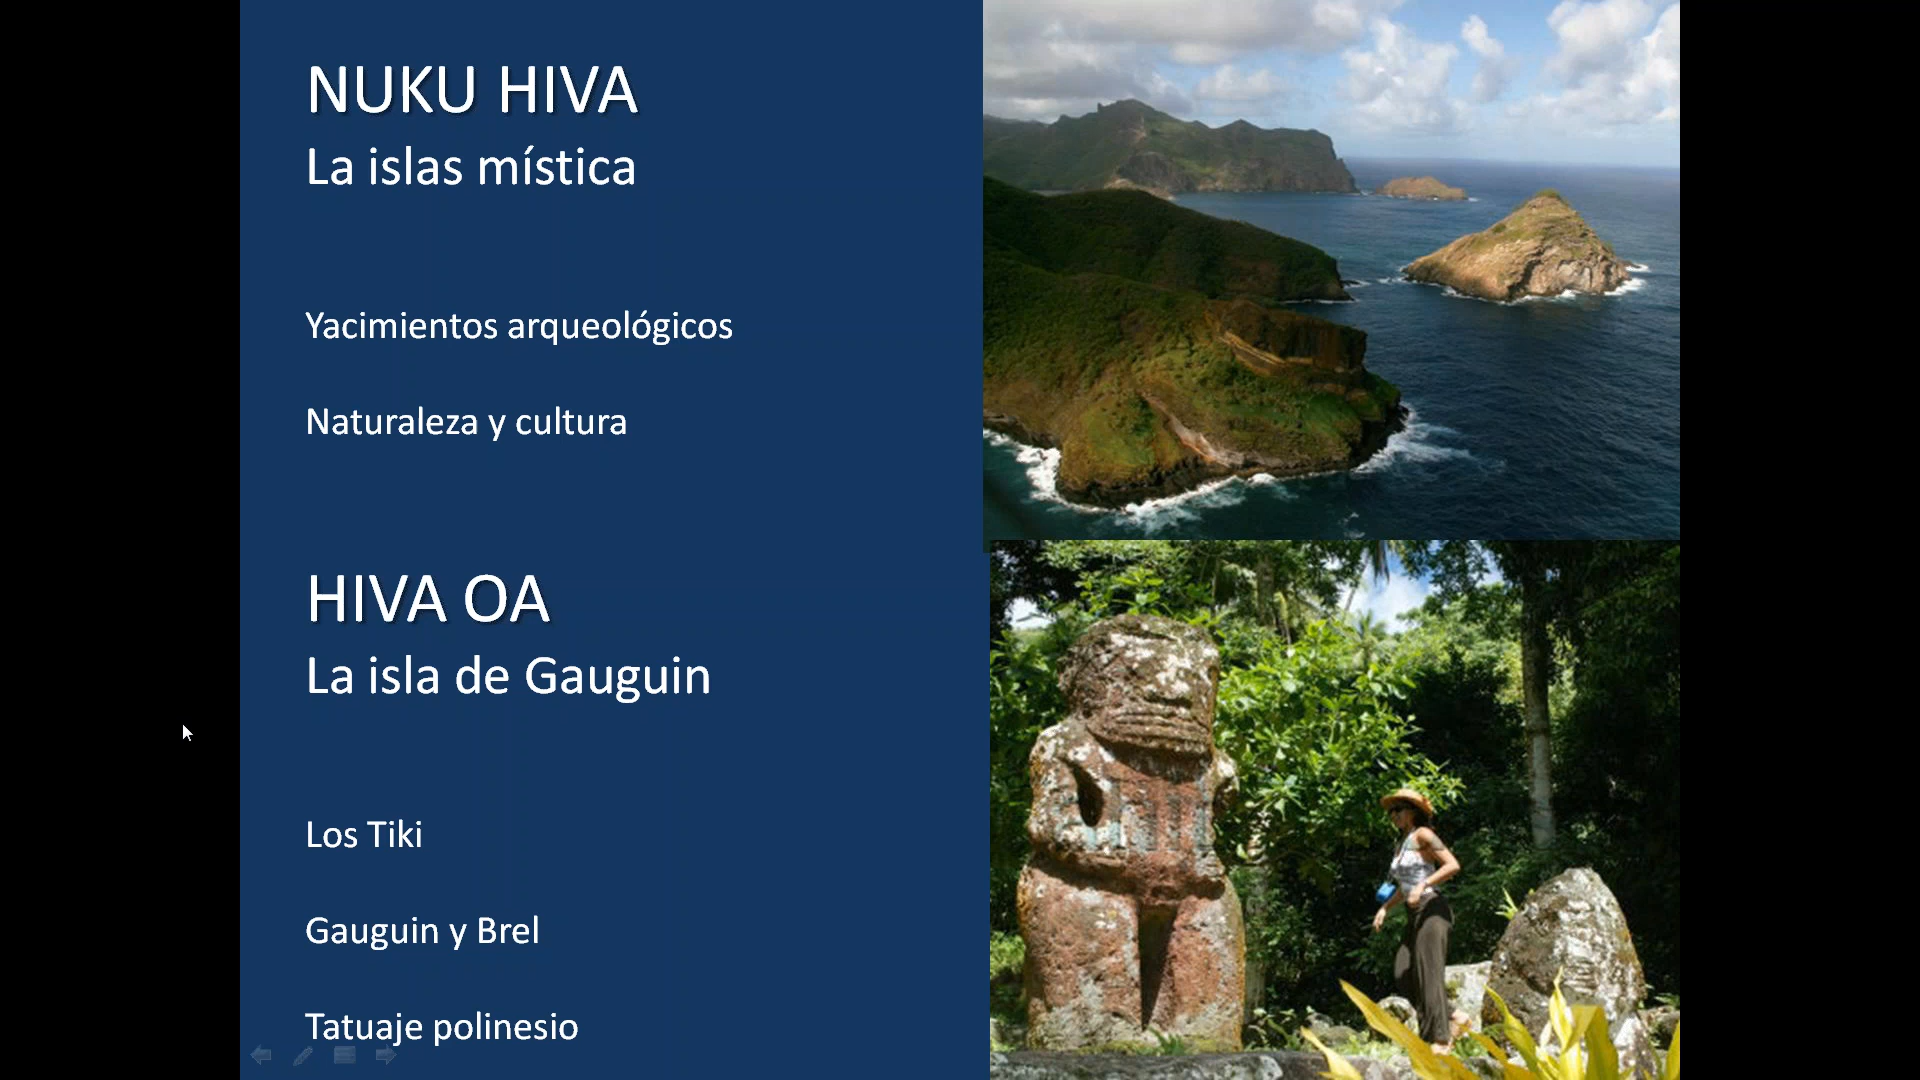 NUKU HIVA
La islas mística
Yacimientos arqueológicos
Naturaleza y cultura
HIVA OA
La isla de Gauguin
Los Tiki
Gauguin y Brel
Tatuaje polinesio